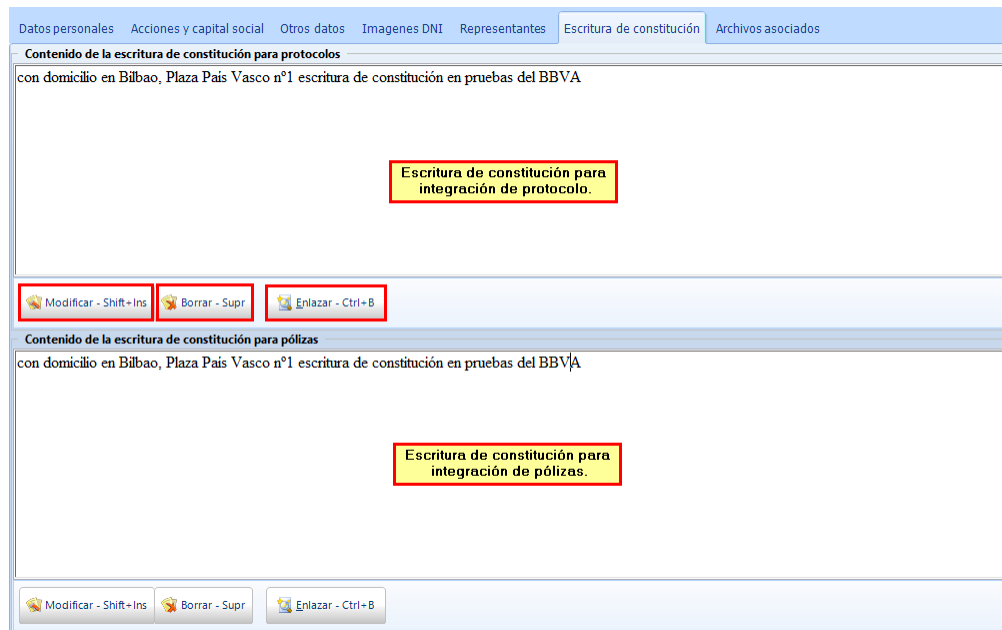 Datos personales Acciones y capital social Otros datos Imagenes DNI Representantes Escritura de constitución Archivos asociados
Contenido de la escritura de constitución para protocolos
con domicilio en Bilbao, Plaza Pais Vasco nº1 escritura de constitución en pruebas del BBVA
Escritura de constitución para
integración de protocolo.
Modificar - Shift+Ins Borrar - Supr Enlazar - Ctrl+B
Contenido de la escritura de constitución para pólizas
con domicilio en Bilbao, Plaza Pais Vasco nº1 escritura de constitución en pruebas del BBVA
Escritura de constitución para
integración de pólizas.
Modificar - Shift+Ins Borrar - Supr Enlazar - Ctrl+B